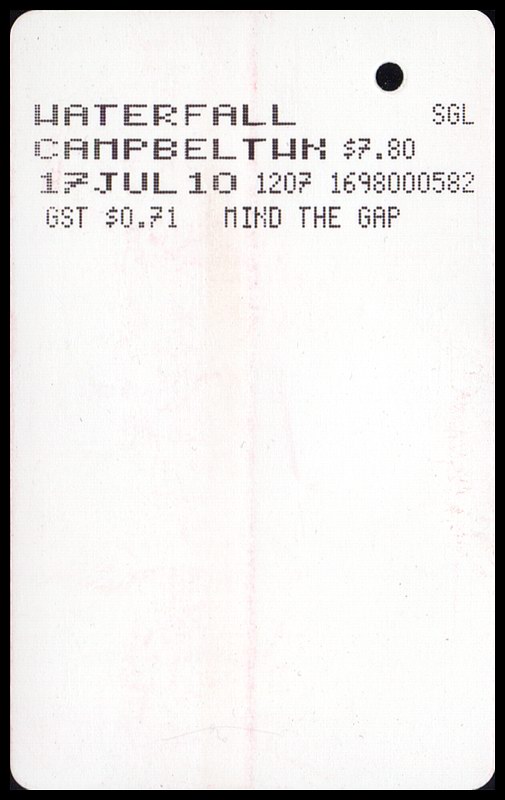 WATERFALL SGL
CAMPBELTWN $7.80
17JUL10 1207 1698000582
GST $0.71 MIND THE GAP